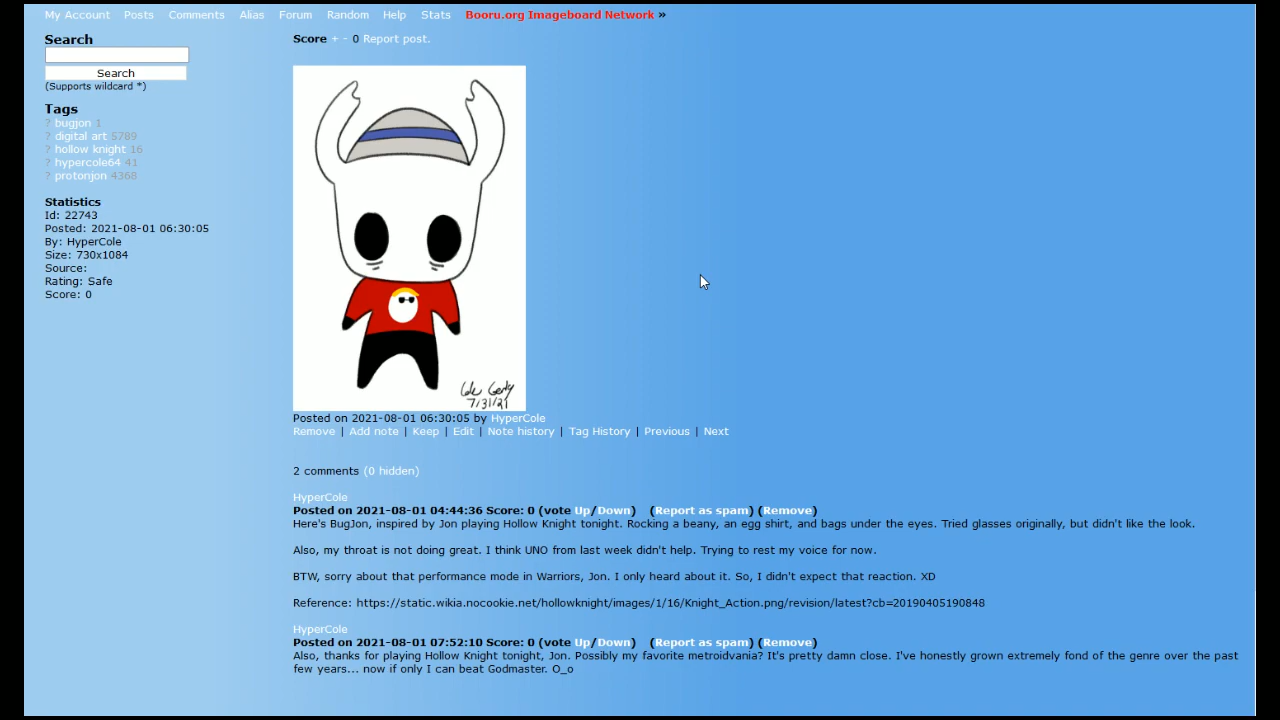 My Account Posts Comments Alias Forum Random Help Stats Booru.org Imageboard Network »
Search
Search
(Supports wildcard *)
Tags
? bugjon 1
? digital art 5789
? hollow knight 16
? hypercole64 41
? protonjon 4368
Statistics
Id: 22743
Posted: 2021-08-01 06:30:05
By: HyperCole
Size: 730x1084
Source:
Rating: Safe
Score: 0
Score + - 0 Report post.
7/31/21
Posted on 2021-08-01 06:30:05 by HyperCole
Remove | Add note | Keep | Edit | Note history | Tag History | Previous | Next
2 comments (0 hidden)
HyperCole
Posted on 2021-08-01 04:44:36 Score: 0 (vote Up/Down) (Report as spam) (Remove)
Here's BugJon, inspired by Jon playing Hollow Knight tonight. Rocking a beany, an egg shirt, and bags under the eyes. Tried glasses originally, but didn't like the look.
Also, my throat is not doing great. I think UNO from last week didn't help. Trying to rest my voice for now.
BTW, sorry about that performance mode in Warriors, Jon. I only heard about it. So, I didn't expect that reaction. XD
Reference: https://static.wikia.nocookie.net/hollowknight/images/1/16/Knight_Action.png/revision/latest?cb=20190405190848
HyperCole
Posted on 2021-08-01 07:52:10 Score: 0 (vote Up/Down) (Report as spam) (Remove)
Also, thanks for playing Hollow Knight tonight, Jon. Possibly my favorite metroidvania? It's pretty damn close. I've honestly grown extremely fond of the genre over the past
few years... now if only I can beat Godmaster. O_o